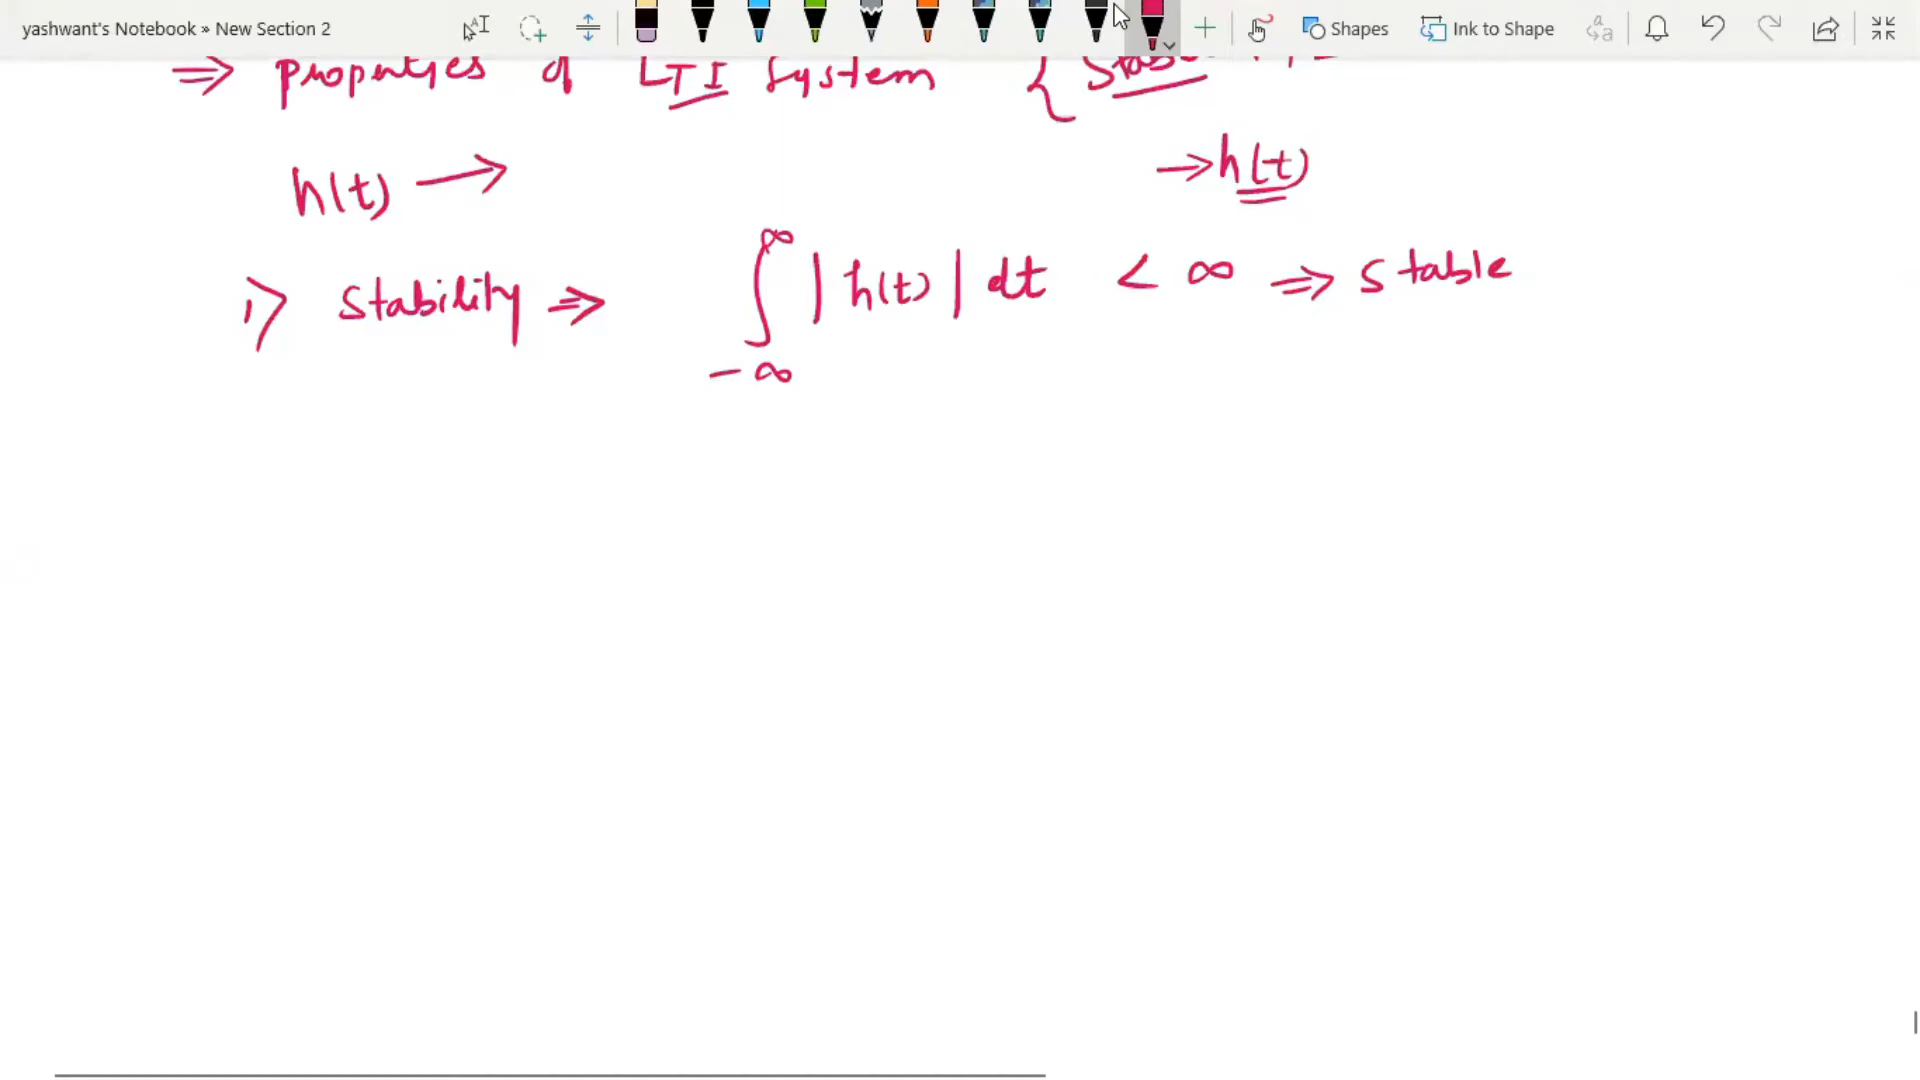 yashwant's Notebook » New Section 2 Shapes Ink to Shape
⇒ properties of LTI system {
h(t) → → h(t)
1) stability ⇒ ∫_{-∞}^{∞} |h(t)| dt < ∞ ⇒ stable